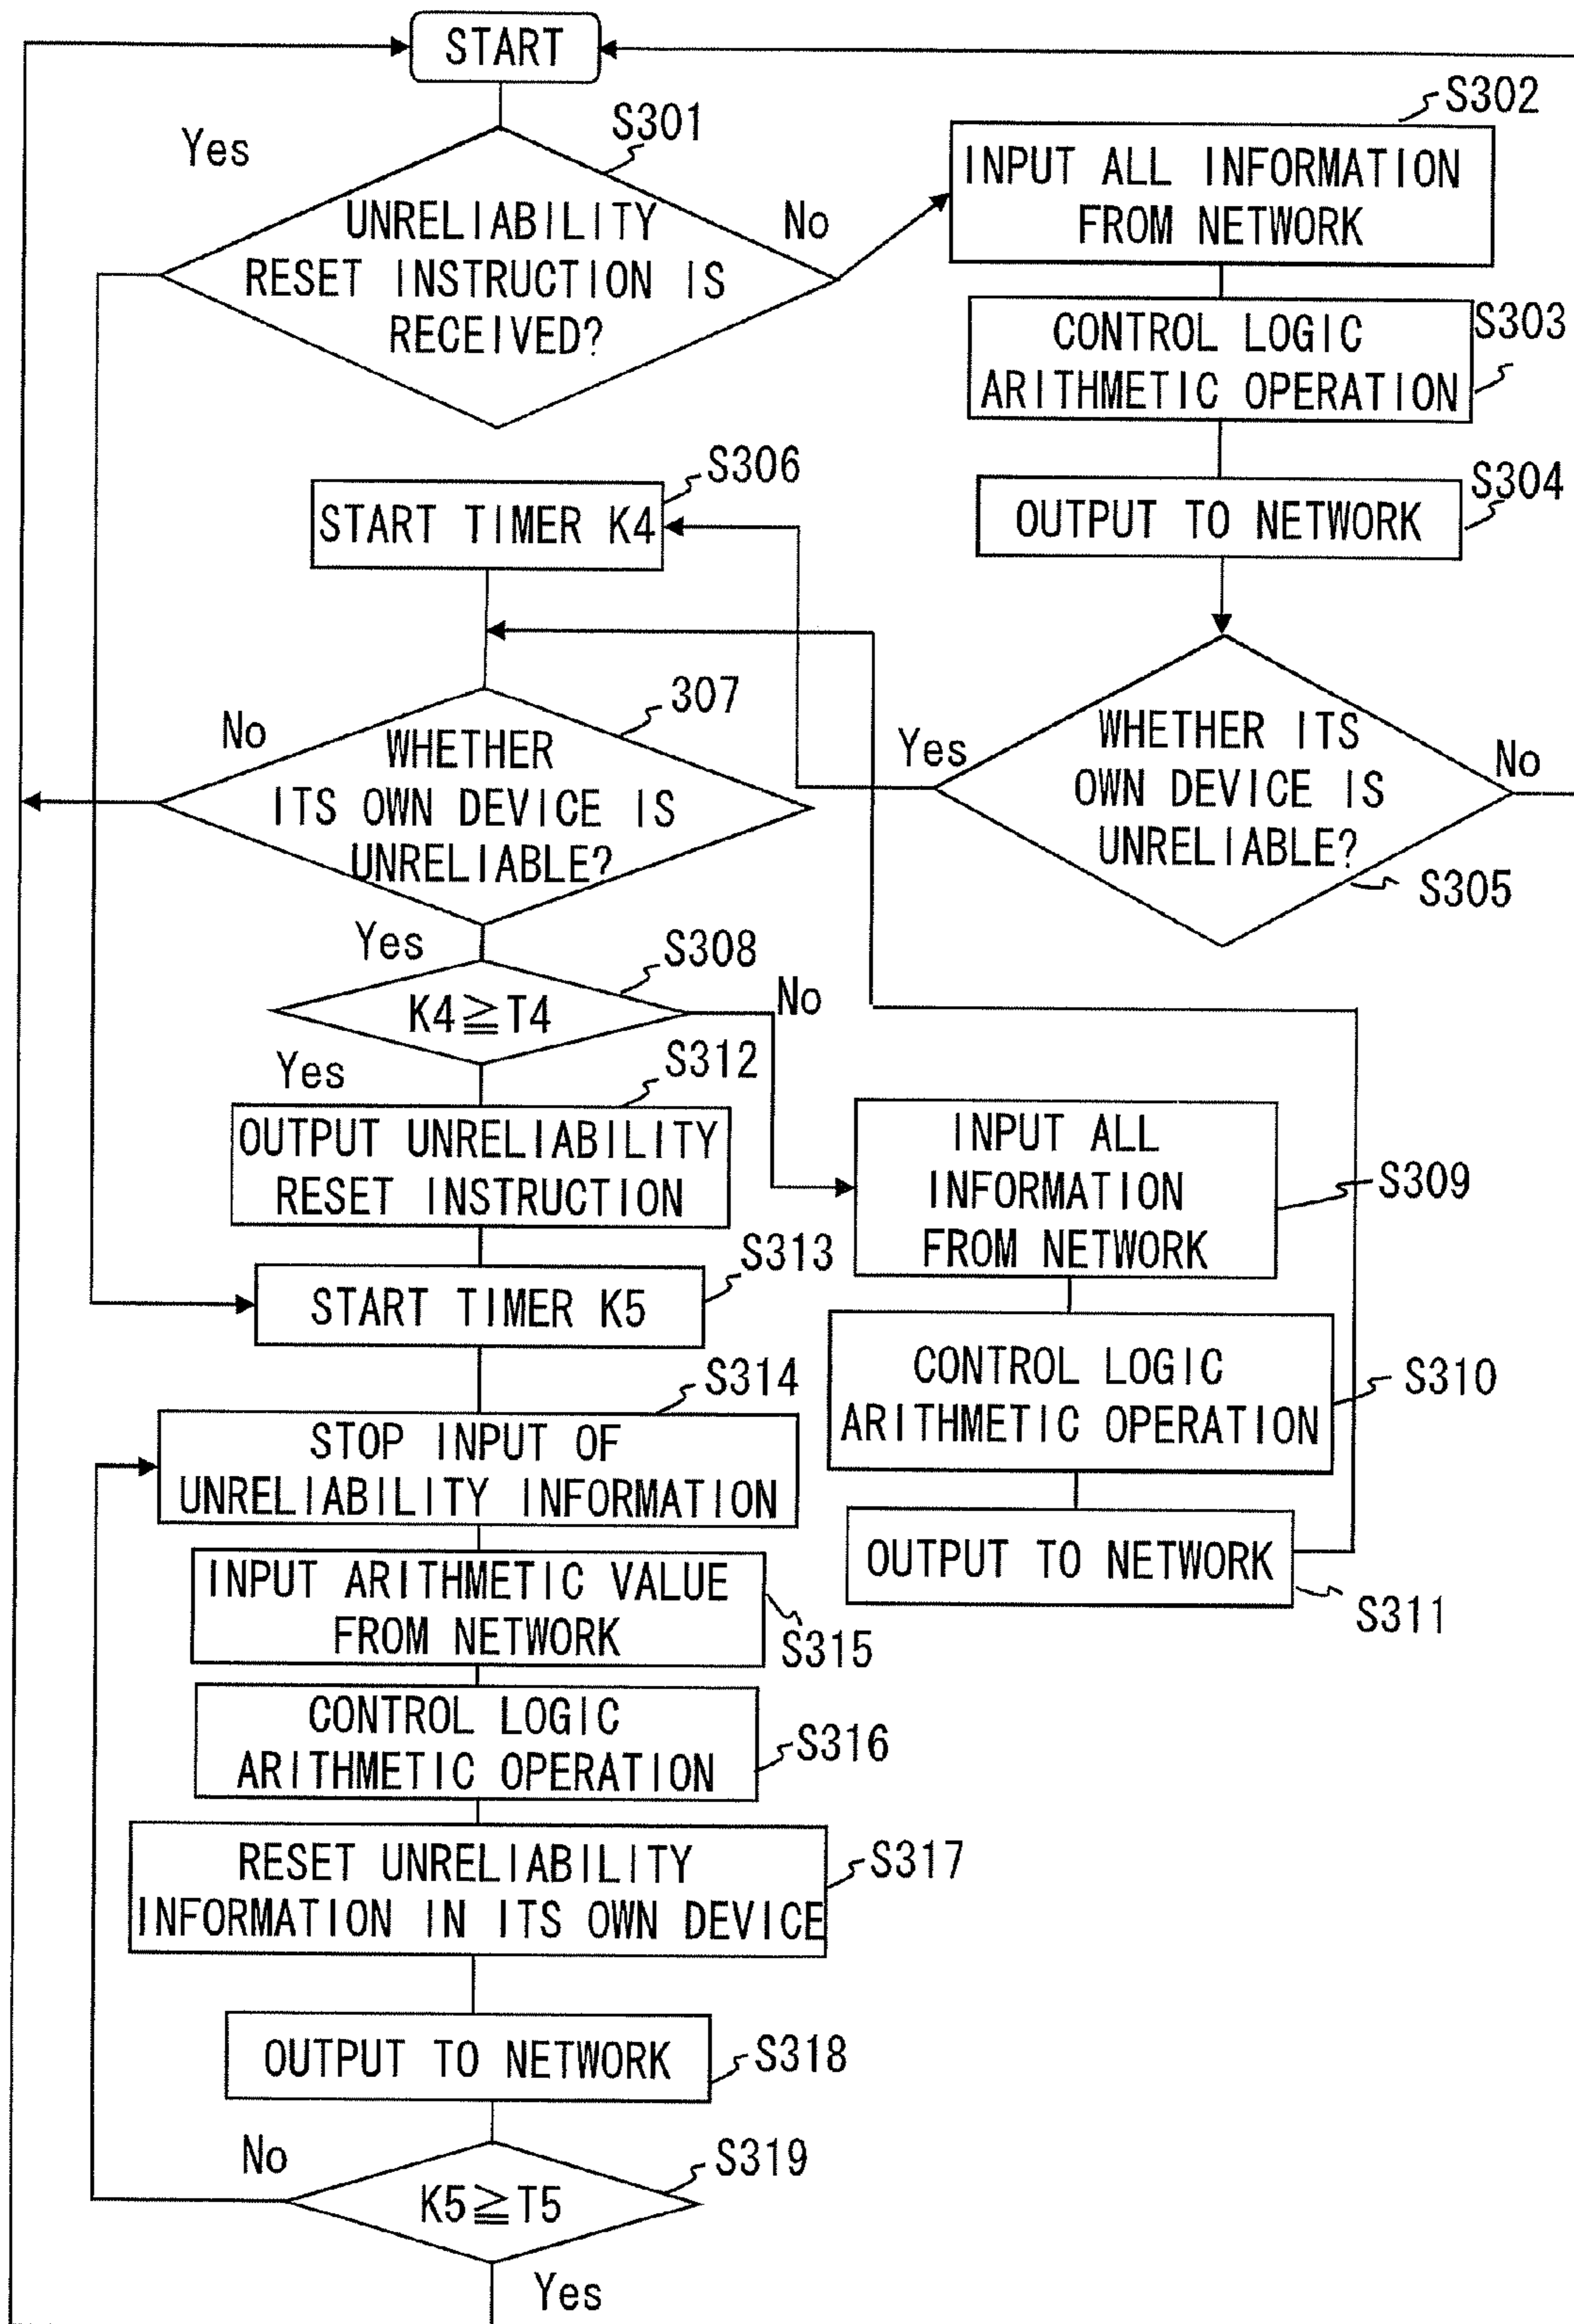 START
S301
Yes
UNRELIABILITY
RESET INSTRUCTION IS
RECEIVED?
No
S302
INPUT ALL INFORMATION
FROM NETWORK
S303
CONTROL LOGIC
ARITHMETIC OPERATION
S304
OUTPUT TO NETWORK
Yes
WHETHER ITS
OWN DEVICE IS
UNRELIABLE?
No
S305
S306
START TIMER K4
307
No
WHETHER
ITS OWN DEVICE IS
UNRELIABLE?
Yes
S308
K4≧T4
No
Yes
S312
OUTPUT UNRELIABILITY
RESET INSTRUCTION
S313
START TIMER K5
INPUT ALL
INFORMATION
FROM NETWORK
S309
CONTROL LOGIC
ARITHMETIC OPERATION
S310
OUTPUT TO NETWORK
S311
S314
STOP INPUT OF
UNRELIABILITY INFORMATION
INPUT ARITHMETIC VALUE
FROM NETWORK
S315
CONTROL LOGIC
ARITHMETIC OPERATION
S316
RESET UNRELIABILITY
INFORMATION IN ITS OWN DEVICE
S317
OUTPUT TO NETWORK
S318
No
K5≧T5
S319
Yes